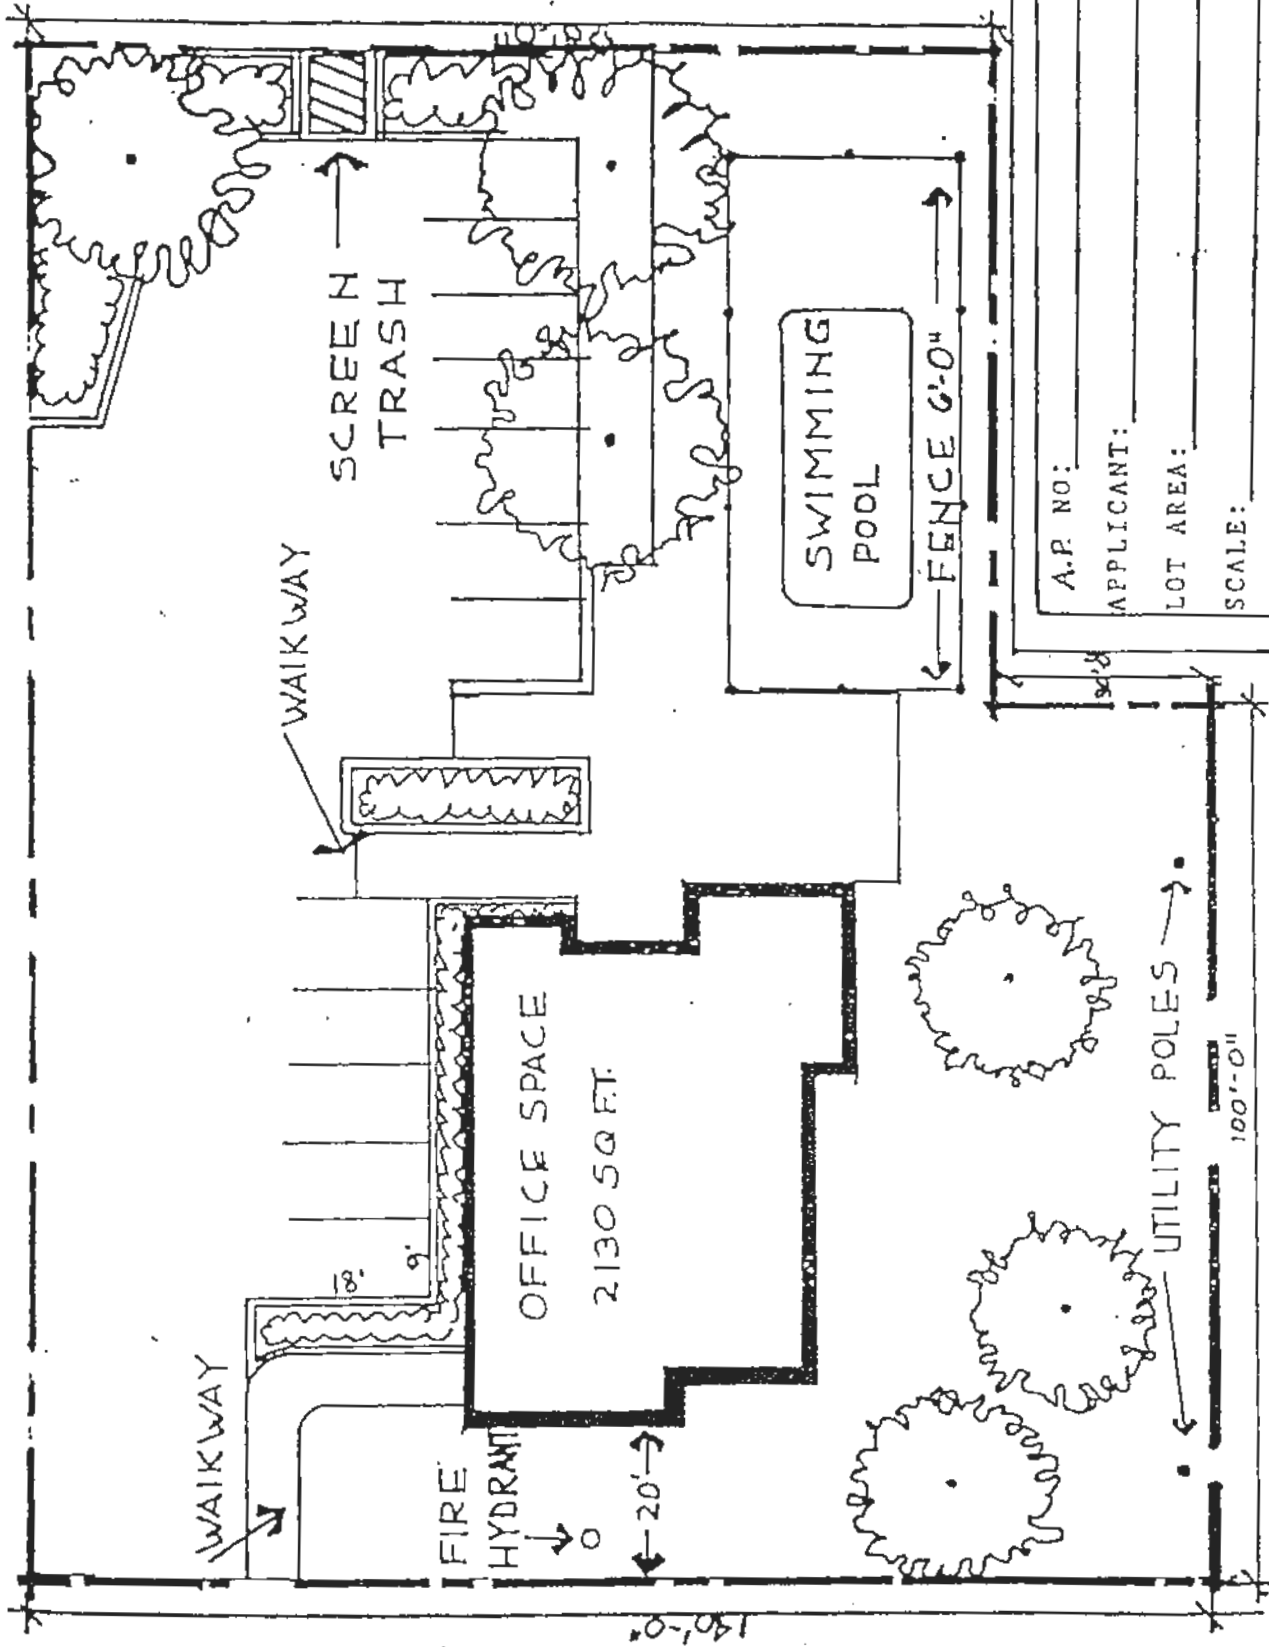 WAIKWAY
WAIKWAY
SCREEN
TRASH
18'
9'
FIRE
HYDRANT
OFFICE SPACE
2130 SQ F.T.
20'
SWIMMING
POOL
FENCE 6'-0"
UTILITY POLES
100'-0"
140'-0"
A.P. NO:
APPLICANT:
LOT AREA:
SCALE: